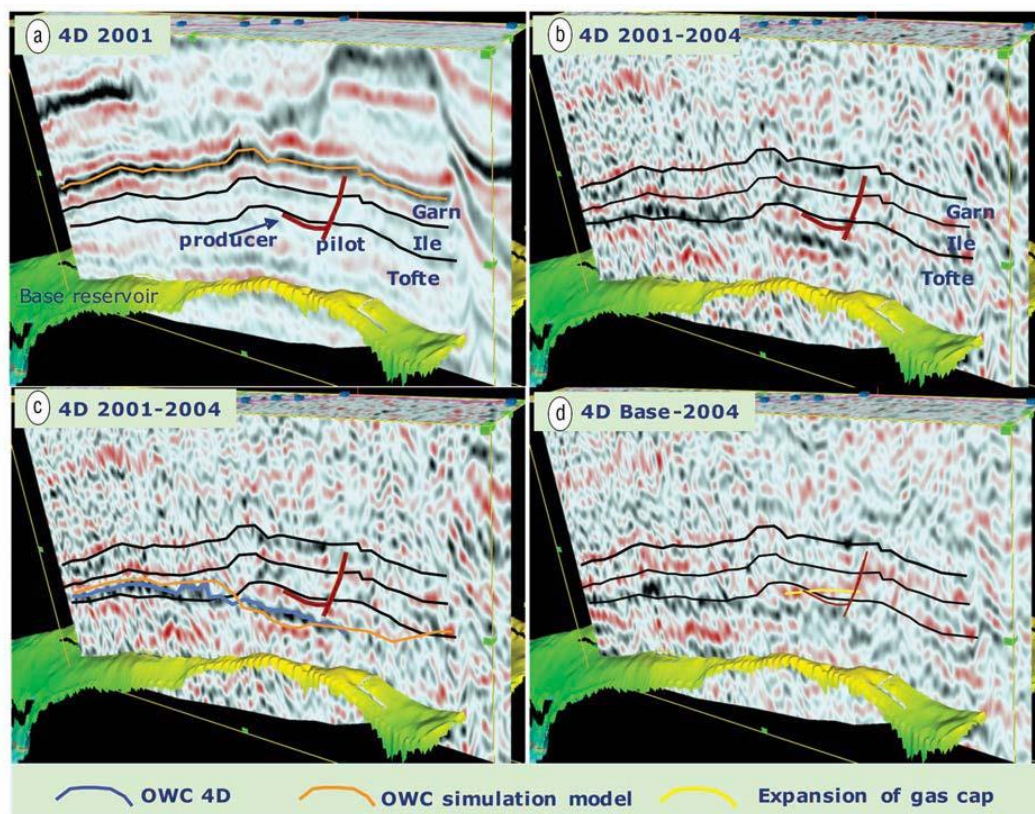 a 4D 2001
b 4D 2001-2004
Garn
Ile
Tofte
producer
pilot
Base reservoir
Garn
Ile
Tofte
c 4D 2001-2004
d 4D Base-2004
OWC 4D
OWC simulation model
Expansion of gas cap